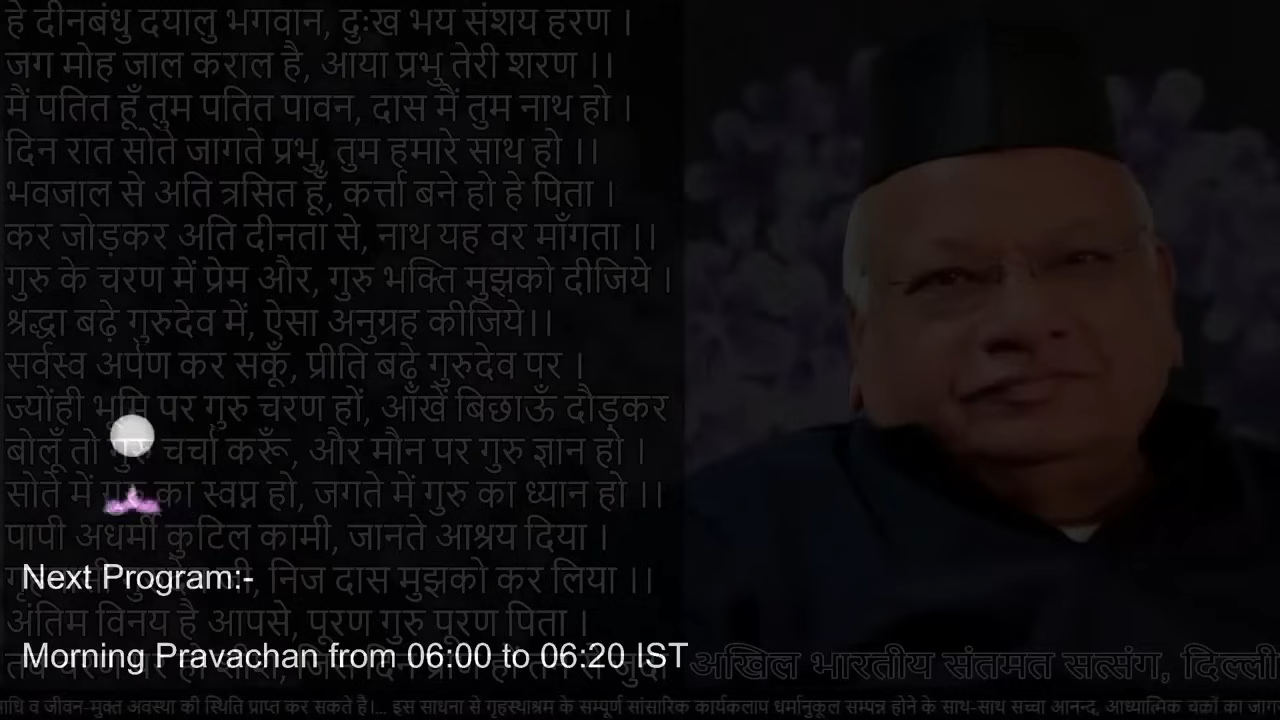 हे दीनबंधु दयालु भगवान, दुःख भय संशय हरण ।
जग मोह जाल कराल है, आया प्रभु तेरी शरण ।।
मैं पतित हूँ तुम पतित पावन, दास मैं तुम नाथ हो ।
दिन रात सोते जागते प्रभु, तुम हमारे साथ हो ।।
भवजाल से अति त्रसित हूँ, कर्त्ता बने हो हे पिता ।
कर जोड़कर अति दीनता से, नाथ यह वर माँगता ।।
गुरु के चरण में प्रेम और, गुरु भक्ति मुझको दीजिये ।
श्रद्धा बढ़े गुरुदेव में, ऐसा अनुग्रह कीजिये।।
सर्वस्व अर्पण कर सकूँ, प्रीति बढ़े गुरुदेव पर ।
ज्योंही भूमि पर गुरु चरण हों, आँखें बिछाऊँ दौड़कर
बोलूँ तो गुरु चर्चा करूँ, और मौन पर गुरु ज्ञान हो ।
सोते में का स्वप्न हो, जगते में गुरु का ध्यान हो ।।
पापी अधर्मी कुटिल कामी, जानते आश्रय दिया ।
निज दास मुझको कर लिया ।।
Next Program:-
अंतिम विनय है आपसे, पूरण गुरु पूरण पिता ।
Morning Pravachan from 06:00 to 06:20 IST
अखिल भारतीय संतमत सत्संग, दिल्ली
व जीवन-मुक्त अवस्था की स्थिति प्राप्त कर सकते है।... इस साधना से गृहस्थाश्रम के सम्पूर्ण सांसारिक कार्यकलाप धर्मानुकूल सम्पन्न होने के साथ-साथ सच्चा आनन्द, आध्यात्मिक चक्रों का